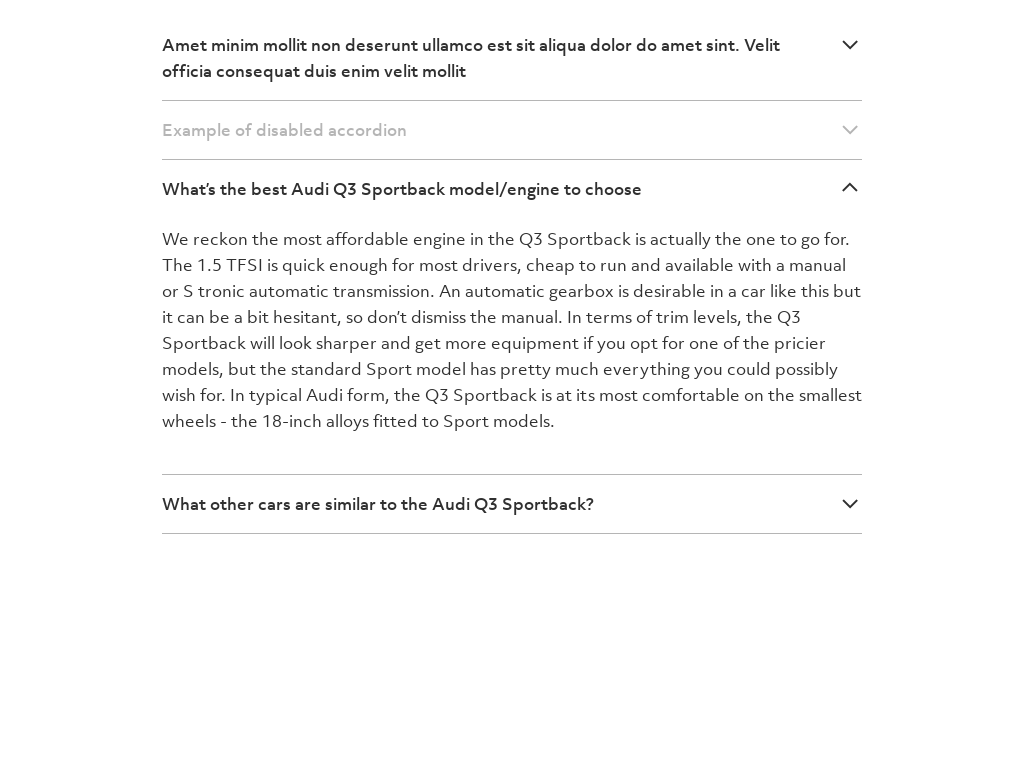 Amet minim mollit non deserunt ullamco est sit aliqua dolor do amet sint. Velit
officia consequat duis enim velit mollit
Example of disabled accordion
What's the best Audi Q3 Sportback model/engine to choose
We reckon the most affordable engine in the Q3 Sportback is actually the one to go for.
The 1.5 TFSI is quick enough for most drivers, cheap to run and available with a manual
or S tronic automatic transmission. An automatic gearbox is desirable in a car like this but
it can be a bit hesitant, so don't dismiss the manual. In terms of trim levels, the Q3
Sportback will look sharper and get more equipment if you opt for one of the pricier
models, but the standard Sport model has pretty much everything you could possibly
wish for. In typical Audi form, the Q3 Sportback is at its most comfortable on the smallest
wheels - the 18-inch alloys fitted to Sport models.
What other cars are similar to the Audi Q3 Sportback?